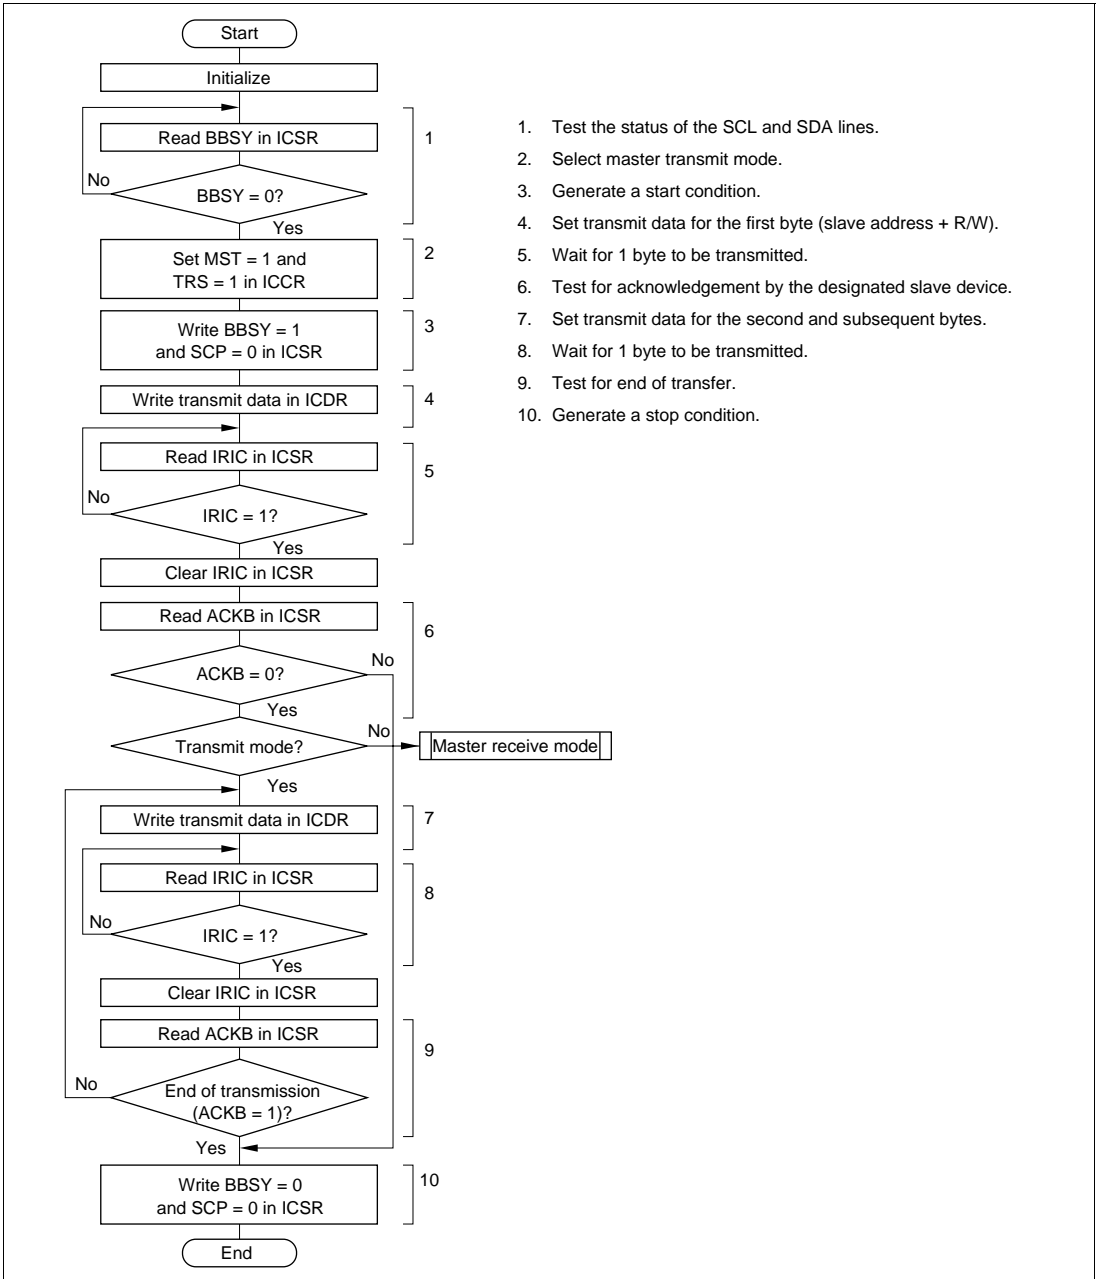 Start
Initialize
Read BBSY in ICSR
1
No
BBSY = 0?
Yes
Set MST = 1 and
TRS = 1 in ICCR
2
Write BBSY = 1
and SCP = 0 in ICSR
3
Write transmit data in ICDR
4
Read IRIC in ICSR
5
No
IRIC = 1?
Yes
Clear IRIC in ICSR
Read ACKB in ICSR
6
No
ACKB = 0?
Yes
No
Transmit mode?
Master receive mode
Yes
Write transmit data in ICDR
7
Read IRIC in ICSR
8
No
IRIC = 1?
Yes
Clear IRIC in ICSR
Read ACKB in ICSR
9
No
End of transmission
(ACKB = 1)?
Yes
Write BBSY = 0
and SCP = 0 in ICSR
10
End
1. Test the status of the SCL and SDA lines.
2. Select master transmit mode.
3. Generate a start condition.
4. Set transmit data for the first byte (slave address + R/W).
5. Wait for 1 byte to be transmitted.
6. Test for acknowledgement by the designated slave device.
7. Set transmit data for the second and subsequent bytes.
8. Wait for 1 byte to be transmitted.
9. Test for end of transfer.
10. Generate a stop condition.